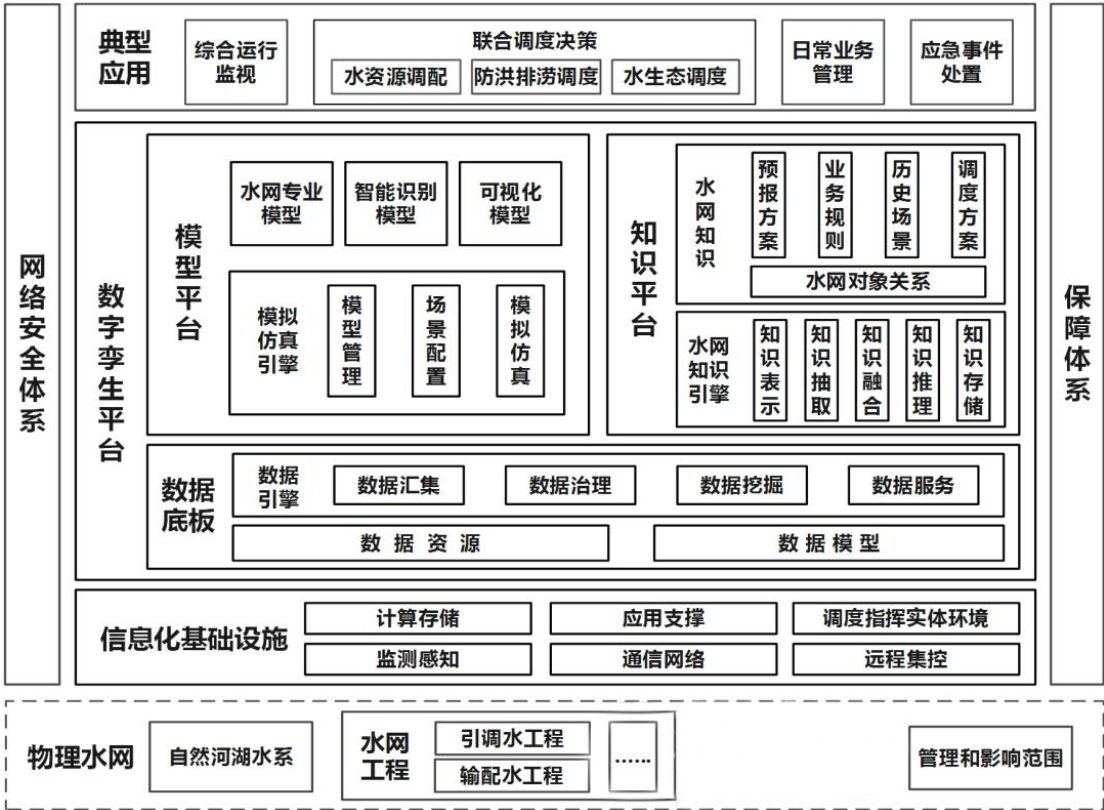 典型
应用
综合运行
监视
联合调度决策
水资源调配
防洪排涝调度
水生态调度
日常业务
管理
应急事件
处置
网络安全体系
数字孪生平台
模型平台
水网专业
模型
智能识别
模型
可视化
模型
模拟
仿真
引擎
模型管理
场景配置
模拟仿真
知识平台
水网知识
预报方案
业务规则
历史场景
调度方案
水网对象关系
水网
知识
引擎
知识表示
知识抽取
知识融合
知识推理
知识存储
数据
底板
数据
引擎
数据汇集
数据治理
数据挖掘
数据服务
数据资源
数据模型
保障体系
信息化基础设施
计算存储
应用支撑
调度指挥实体环境
监测感知
通信网络
远程集控
物理水网
自然河湖水系
水网
工程
引调水工程
输配水工程
……
管理和影响范围